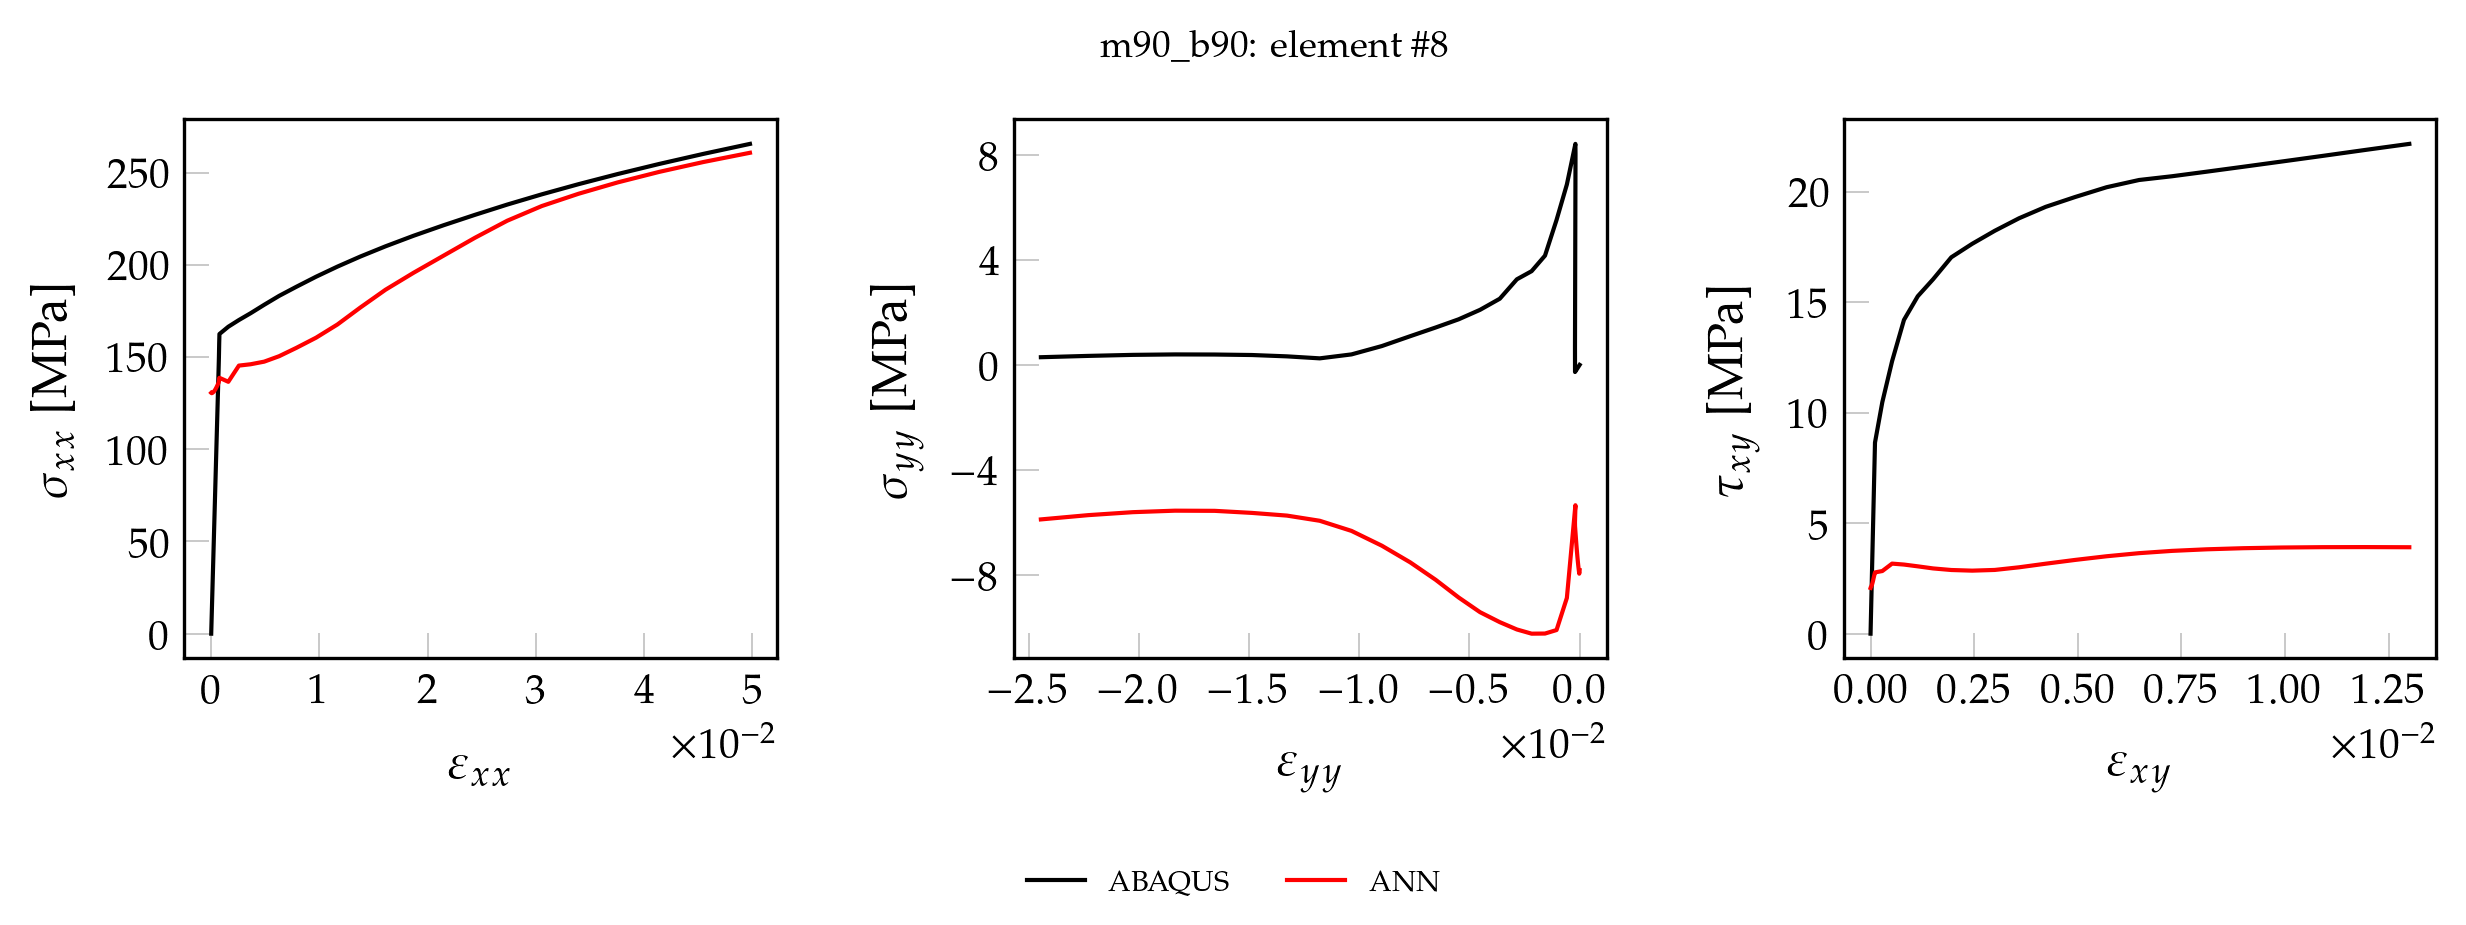 m90_b90: element #8
σxx [MPa]
250
200
150
100
50
0
0 1 2 3 4 5
×10−2
εxx
σyy [MPa]
8
4
0
−4
−8
−2.5 −2.0 −1.5 −1.0 −0.5 0.0
×10−2
εyy
τxy [MPa]
20
15
10
5
0
0.00 0.25 0.50 0.75 1.00 1.25
×10−2
εxy
ABAQUS ANN